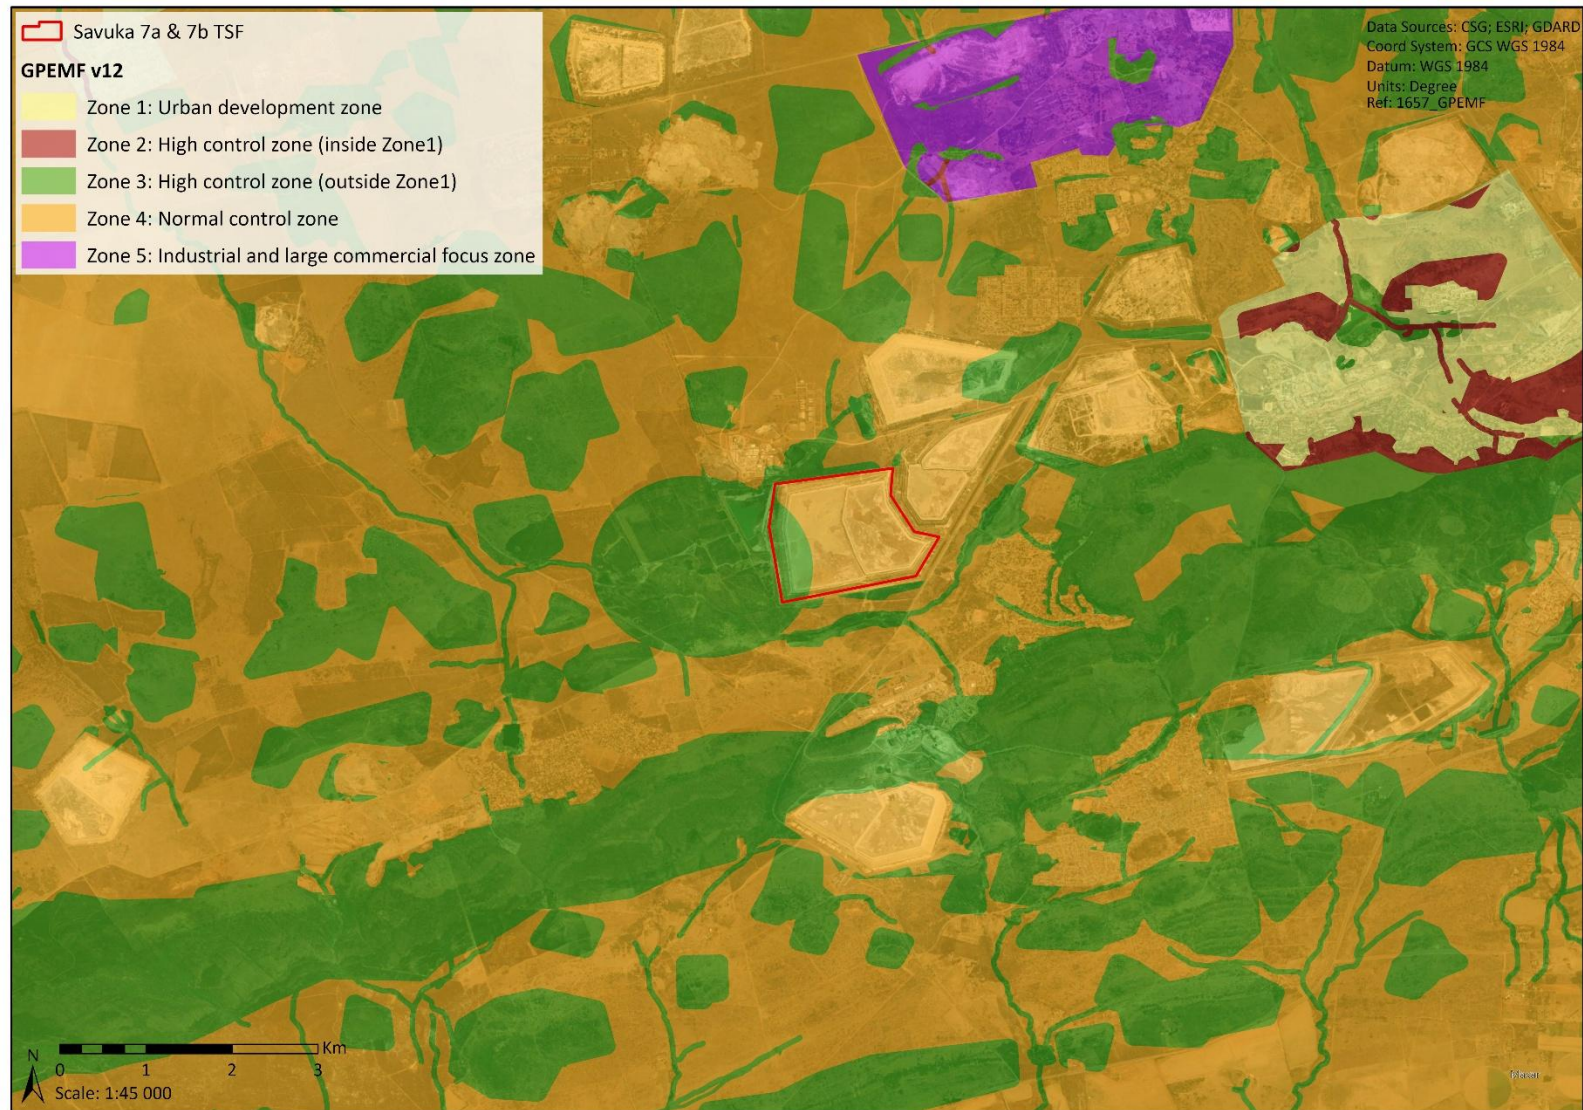 Savuka 7a & 7b TSF
GPEMF v12
Zone 1: Urban development zone
Zone 2: High control zone (inside Zone1)
Zone 3: High control zone (outside Zone1)
Zone 4: Normal control zone
Zone 5: Industrial and large commercial focus zone
Data Sources: CSG; ESRI; GDARD
Coord System: GCS WGS 1984
Datum: WGS 1984
Units: Degree
Ref: 1657_GPEMF
N
Km
0 1 2 3
Scale: 1:45 000